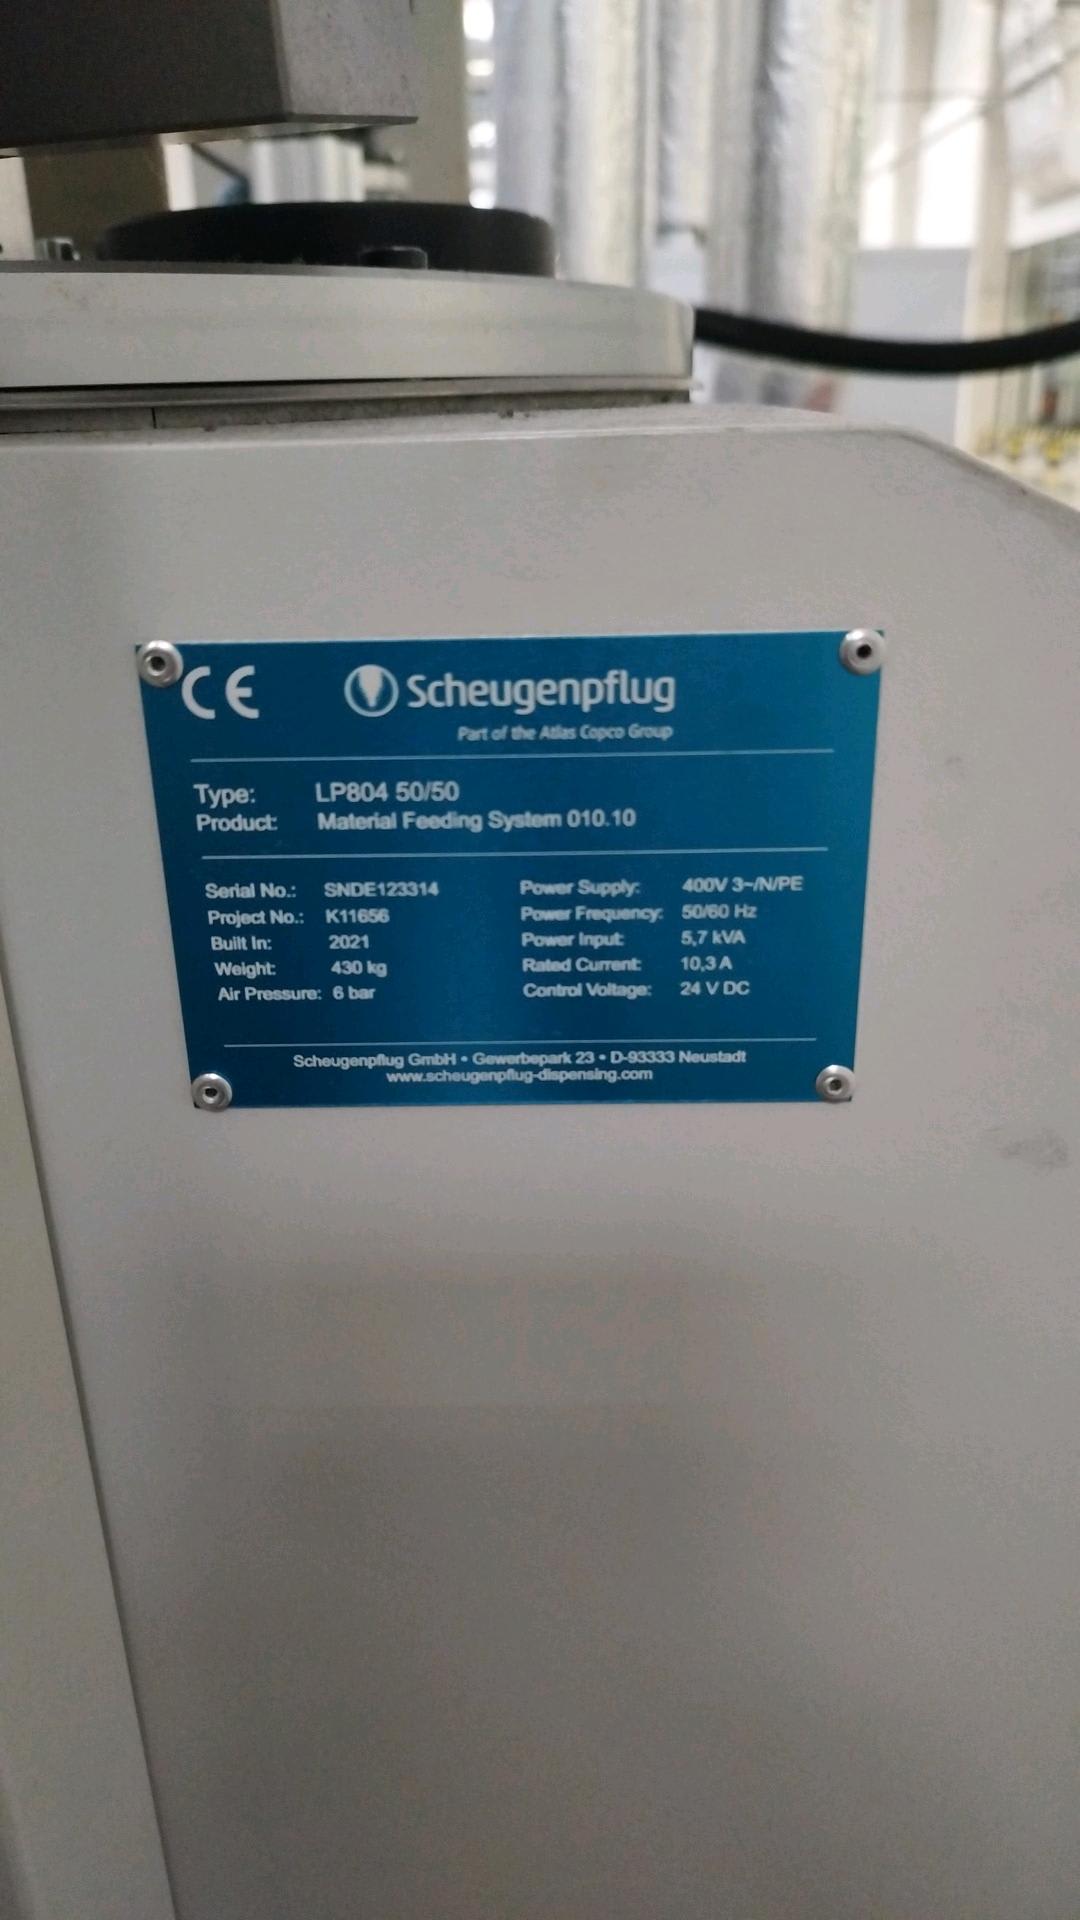 CE Scheugenpflug
Part of the Atlas Copco Group
Type: LP804 50/50
Product: Material Feeding System 010.10
Serial No.: SNDE123314 Power Supply: 400V 3~/N/PE
Project No.: K11656 Power Frequency: 50/60 Hz
Built In: 2021 Power Input: 5,7 kVA
Weight: 430 kg Rated Current: 10,3 A
Air Pressure: 6 bar Control Voltage: 24 V DC
Scheugenpflug GmbH • Gewerbepark 23 • D-93333 Neustadt
www.scheugenpflug-dispensing.com